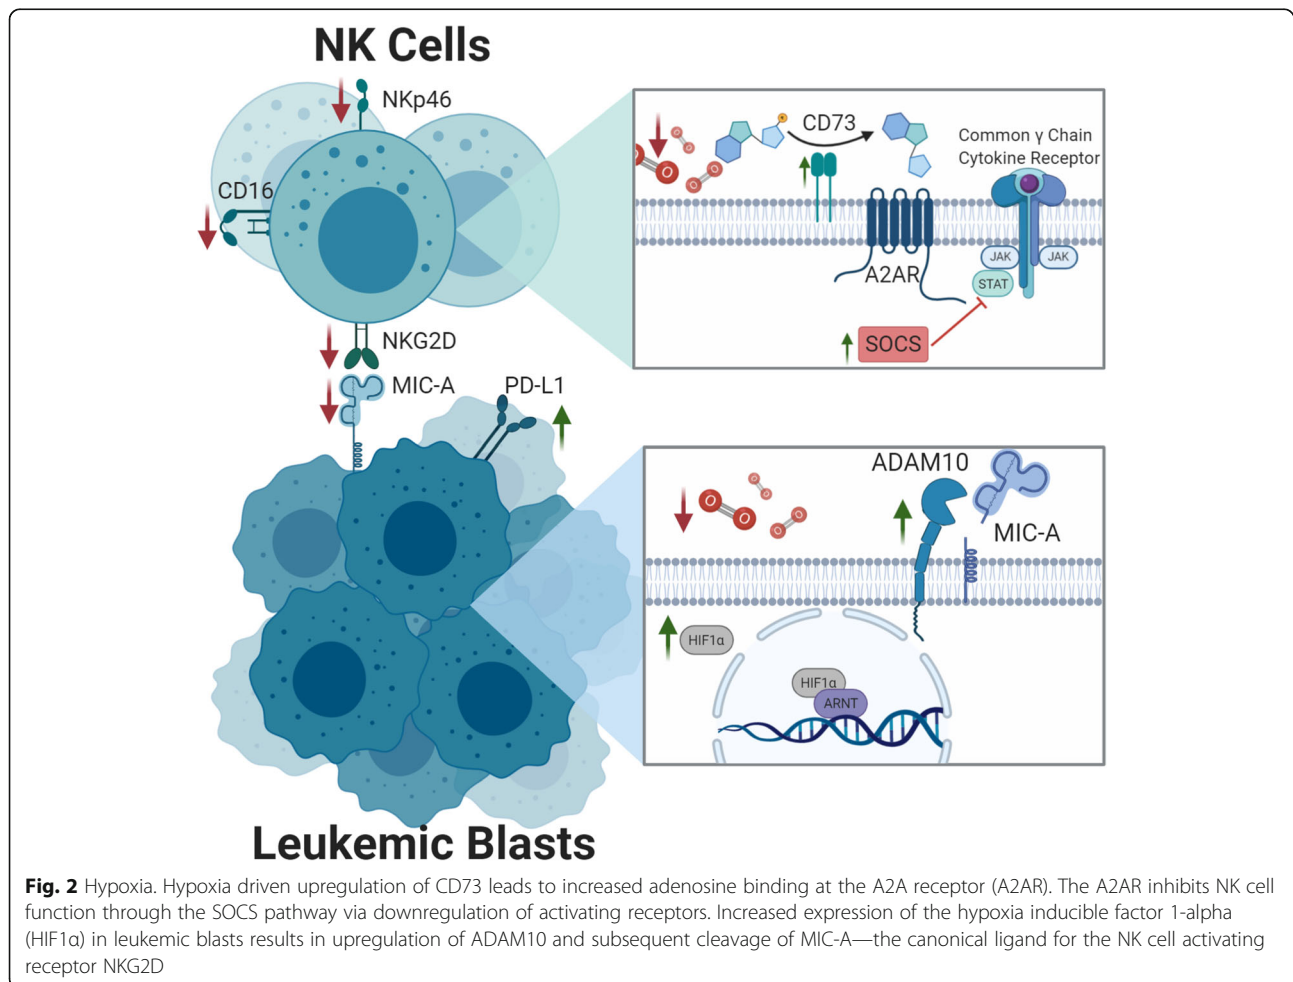 NK Cells
NKp46
CD16
NKG2D
MIC-A
PD-L1
CD73
Common γ Chain
Cytokine Receptor
A2AR
JAK
JAK
STAT
SOCS
O
O
ADAM10
MIC-A
O
O
HIF1α
HIF1α
ARNT
Leukemic Blasts
Fig. 2 Hypoxia. Hypoxia driven upregulation of CD73 leads to increased adenosine binding at the A2A receptor (A2AR). The A2AR inhibits NK cell
function through the SOCS pathway via downregulation of activating receptors. Increased expression of the hypoxia inducible factor 1-alpha
(HIF1α) in leukemic blasts results in upregulation of ADAM10 and subsequent cleavage of MIC-A—the canonical ligand for the NK cell activating
receptor NKG2D